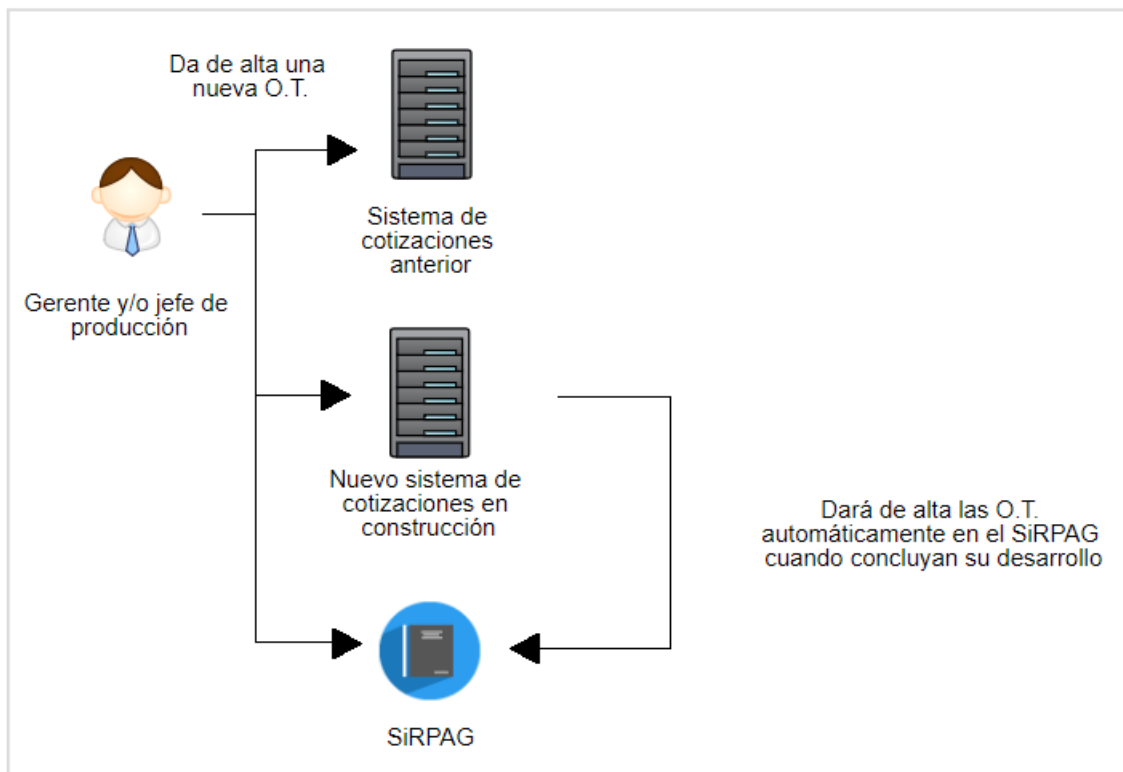 Da de alta una
nueva O.T.
Sistema de
cotizaciones
anterior
Gerente y/o jefe de
producción
Nuevo sistema de
cotizaciones en
construcción
Dará de alta las O.T.
automáticamente en el SiRPAG
cuando concluyan su desarrollo
SiRPAG